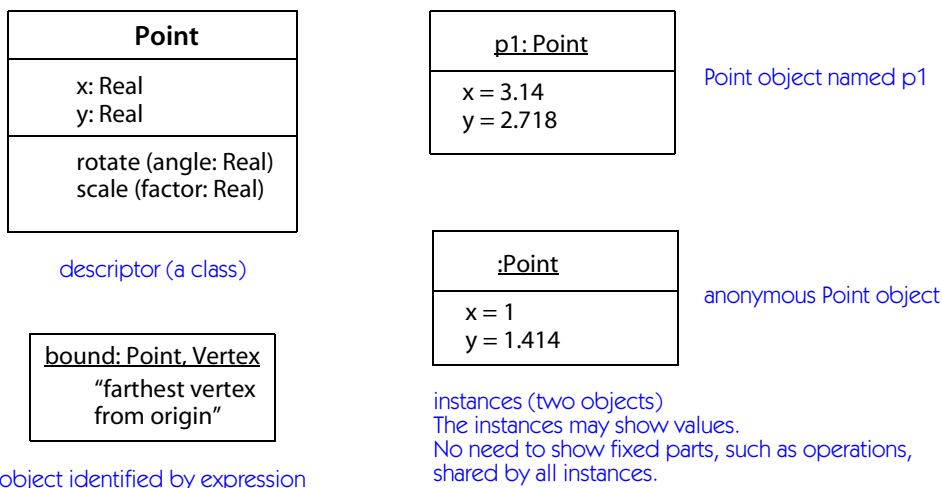 Point
x: Real
y: Real
rotate (angle: Real)
scale (factor: Real)
descriptor (a class)
bound: Point, Vertex
“farthest vertex
from origin”
object identified by expression
p1: Point
x = 3.14
y = 2.718
Point object named p1
:Point
x = 1
y = 1.414
anonymous Point object
instances (two objects)
The instances may show values.
No need to show fixed parts, such as operations,
shared by all instances.